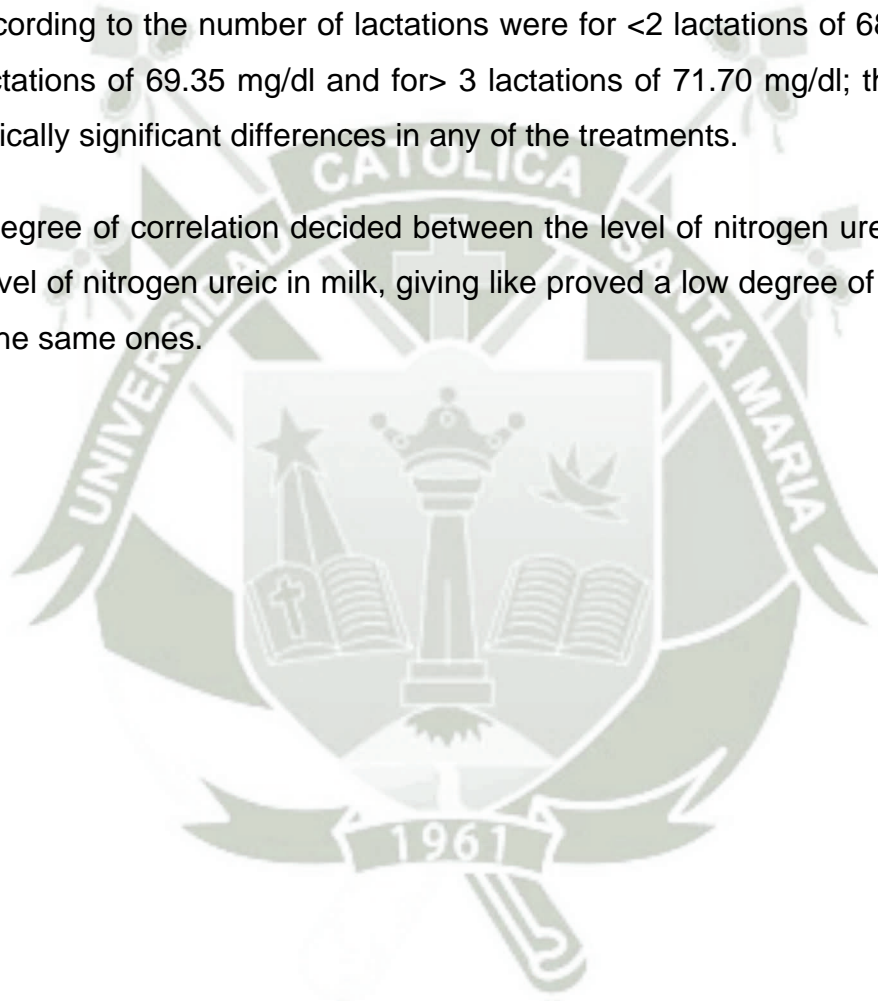 cording to the number of lactations were for <2 lactations of 68
ctations of 69.35 mg/dl and for> 3 lactations of 71.70 mg/dl; th
ically significant differences in any of the treatments.
egree of correlation decided between the level of nitrogen ure
vel of nitrogen ureic in milk, giving like proved a low degree of
he same ones.
UNIVERSIDAD CATOLICA SANTA MARIA
1961